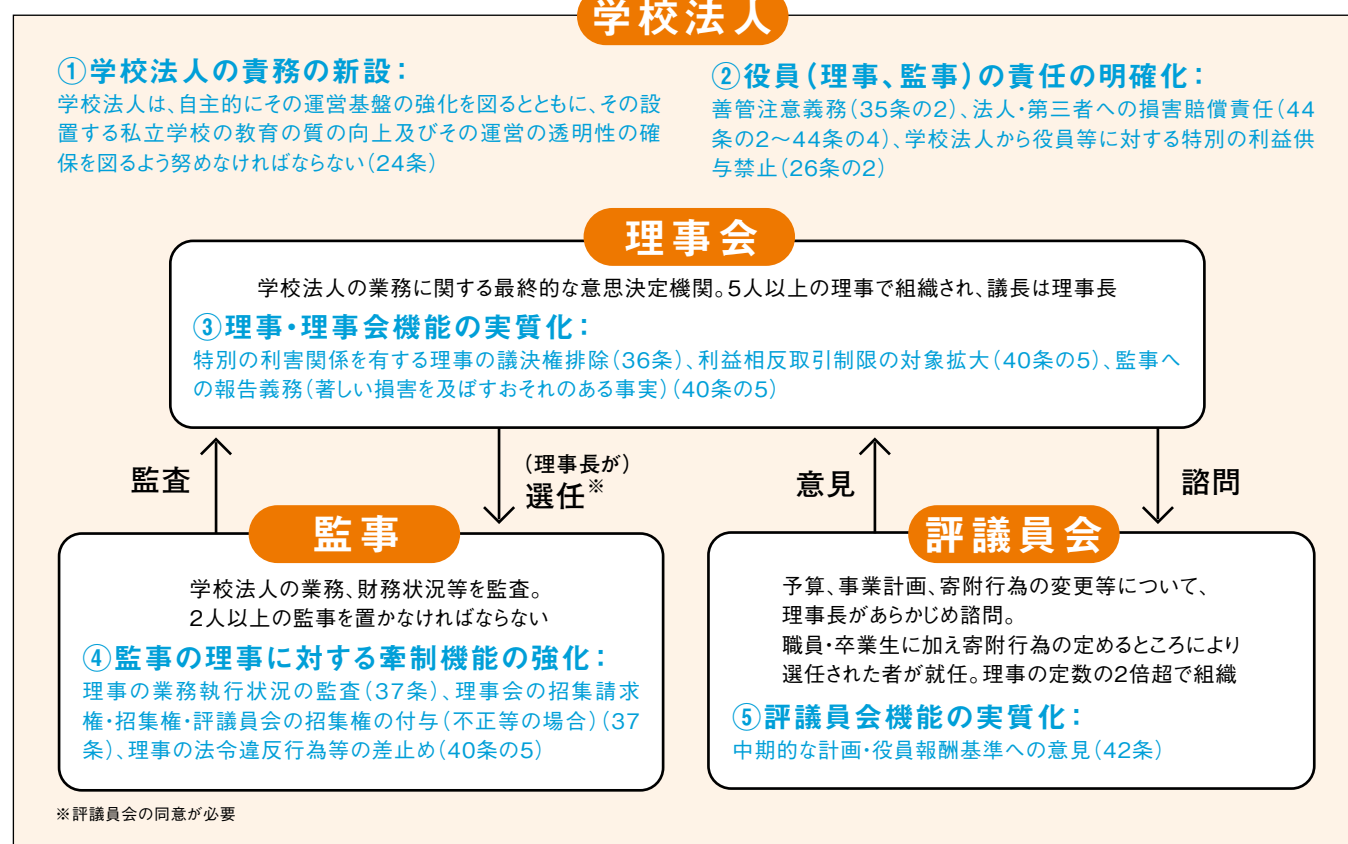 学校法人
①学校法人の責務の新設：
学校法人は、自主的にその運営基盤の強化を図るとともに、その設
置する私立学校の教育の質の向上及びその運営の透明性の確
保を図るよう努めなければならない（24条）
②役員（理事、監事）の責任の明確化：
善管注意義務（35条の2）、法人・第三者への損害賠償責任（44
条の2～44条の4）、学校法人から役員等に対する特別の利益供
与禁止（26条の2）
理事会
学校法人の業務に関する最終的な意思決定機関。5人以上の理事で組織され、議長は理事長
③理事・理事会機能の実質化：
特別の利害関係を有する理事の議決権排除（36条）、利益相反取引制限の対象拡大（40条の5）、監事へ
の報告義務（著しい損害を及ぼすおそれのある事実）（40条の5）
監査
（理事長が）
選任※
意見
諮問
監事
学校法人の業務、財務状況等を監査。
2人以上の監事を置かなければならない
④監事の理事に対する牽制機能の強化：
理事の業務執行状況の監査（37条）、理事会の招集請求
権・招集権・評議員会の招集権の付与（不正等の場合）（37
条）、理事の法令違反行為等の差止め（40条の5）
評議員会
予算、事業計画、寄附行為の変更等について、
理事長があらかじめ諮問。
職員・卒業生に加え寄附行為の定めるところにより
選任された者が就任。理事の定数の2倍超で組織
⑤評議員会機能の実質化：
中期的な計画・役員報酬基準への意見（42条）
※評議員会の同意が必要